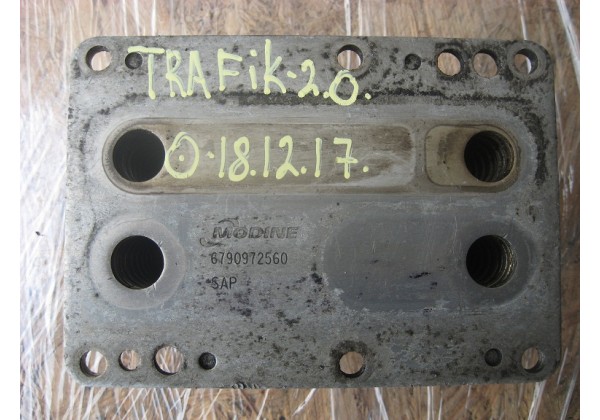 TRAFiK-2.0.
0.18.12.17.
MODINE
6790972560
SAP